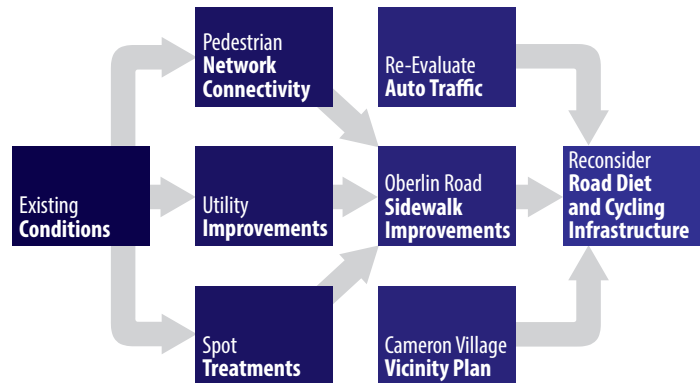 Existing
Conditions
Pedestrian
Network
Connectivity
Utility
Improvements
Spot
Treatments
Re-Evaluate
Auto Traffic
Oberlin Road
Sidewalk
Improvements
Cameron Village
Vicinity Plan
Reconsider
Road Diet
and Cycling
Infrastructure